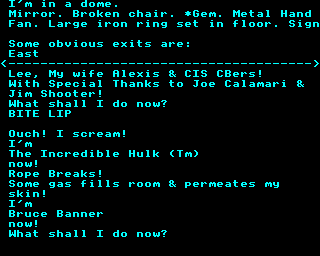 I'm in a dome.
Mirror. Broken chair. *Gem. Metal Hand
Fan. Large iron ring set in floor. Sign
Some obvious exits are:
East
<------------------------------------->
Lee, My wife Alexis & CIS CBers!
With Special Thanks to Joe Calamari &
Jim Shooter!
What shall I do now?
BITE LIP
Ouch! I scream!
I'm
The Incredible Hulk (Tm)
now!
Rope Breaks!
Some gas fills room & permeates my
skin!
I'm
Bruce Banner
now!
What shall I do now?